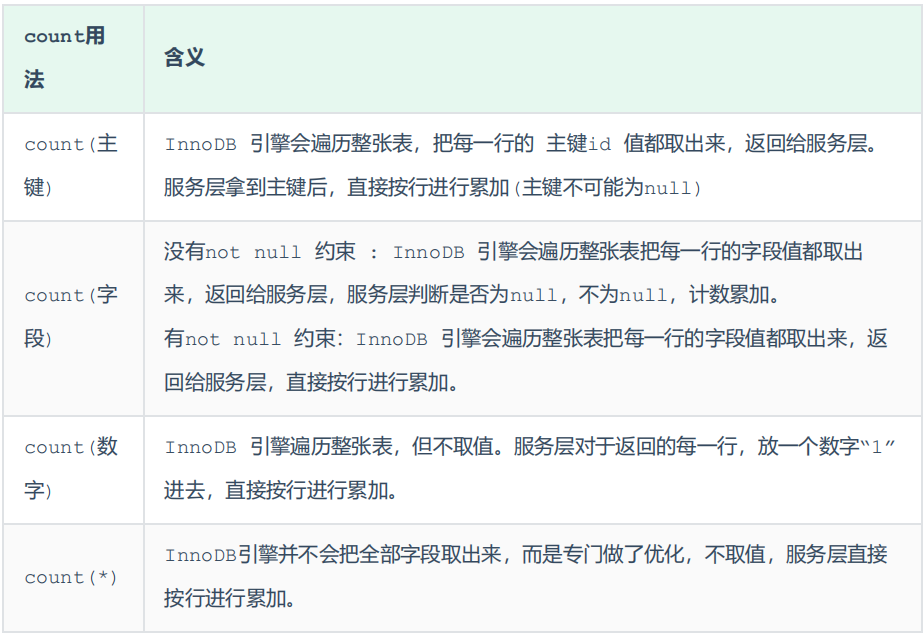 count用
法
含义
count(主
键)
InnoDB 引擎会遍历整张表，把每一行的 主键id 值都取出来，返回给服务层。
服务层拿到主键后，直接按行进行累加(主键不可能为null)
count(字
段)
没有not null 约束 : InnoDB 引擎会遍历整张表把每一行的字段值都取出
来，返回给服务层，服务层判断是否为null，不为null，计数累加。
有not null 约束：InnoDB 引擎会遍历整张表把每一行的字段值都取出来，返
回给服务层，直接按行进行累加。
count(数
字)
InnoDB 引擎遍历整张表，但不取值。服务层对于返回的每一行，放一个数字“1”
进去，直接按行进行累加。
count(*)
InnoDB引擎并不会把全部字段取出来，而是专门做了优化，不取值，服务层直接
按行进行累加。